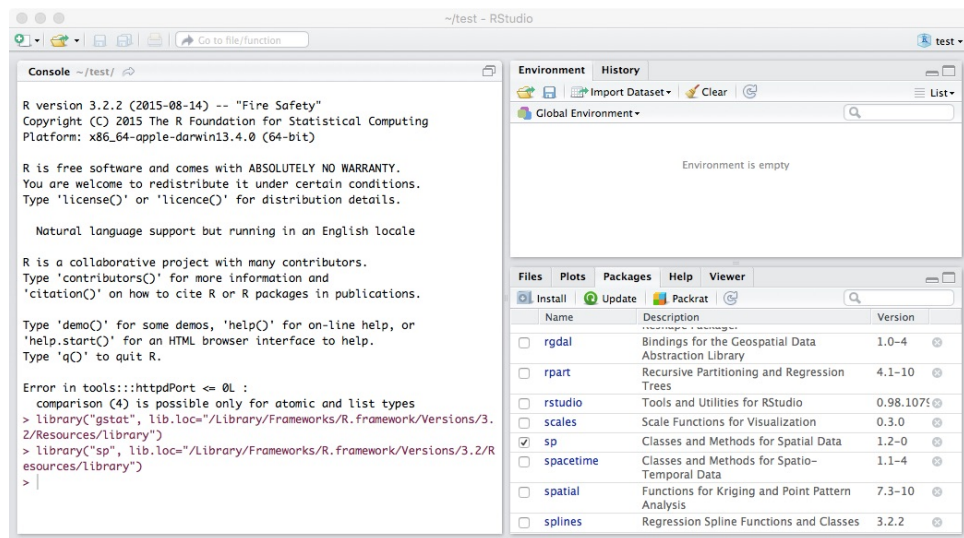 ~/test - RStudio
Go to file/function
test
Console ~/test/
R version 3.2.2 (2015-08-14) -- "Fire Safety"
Copyright (C) 2015 The R Foundation for Statistical Computing
Platform: x86_64-apple-darwin13.4.0 (64-bit)
R is free software and comes with ABSOLUTELY NO WARRANTY.
You are welcome to redistribute it under certain conditions.
Type 'license()' or 'licence()' for distribution details.
Natural language support but running in an English locale
R is a collaborative project with many contributors.
Type 'contributors()' for more information and
'citation()' on how to cite R or R packages in publications.
Type 'demo()' for some demos, 'help()' for on-line help, or
'help.start()' for an HTML browser interface to help.
Type 'q()' to quit R.
Error in tools:::httpdPort <= 0L :
comparison (4) is possible only for atomic and list types
> library("gstat", lib.loc="/Library/Frameworks/R.framework/Versions/3.
2/Resources/library")
> library("sp", lib.loc="/Library/Frameworks/R.framework/Versions/3.2/R
esources/library")
>
Environment History
Import Dataset Clear List
Global Environment
Environment is empty
Files Plots Packages Help Viewer
Install Update Packrat
Name Description Version
Reshape Package.
rgdal Bindings for the Geospatial Data 1.0-4
Abstraction Library
rpart Recursive Partitioning and Regression 4.1-10
Trees
rstudio Tools and Utilities for RStudio 0.98.1079
scales Scale Functions for Visualization 0.3.0
sp Classes and Methods for Spatial Data 1.2-0
spacetime Classes and Methods for Spatio- 1.1-4
Temporal Data
spatial Functions for Kriging and Point Pattern 7.3-10
Analysis
splines Regression Spline Functions and Classes 3.2.2